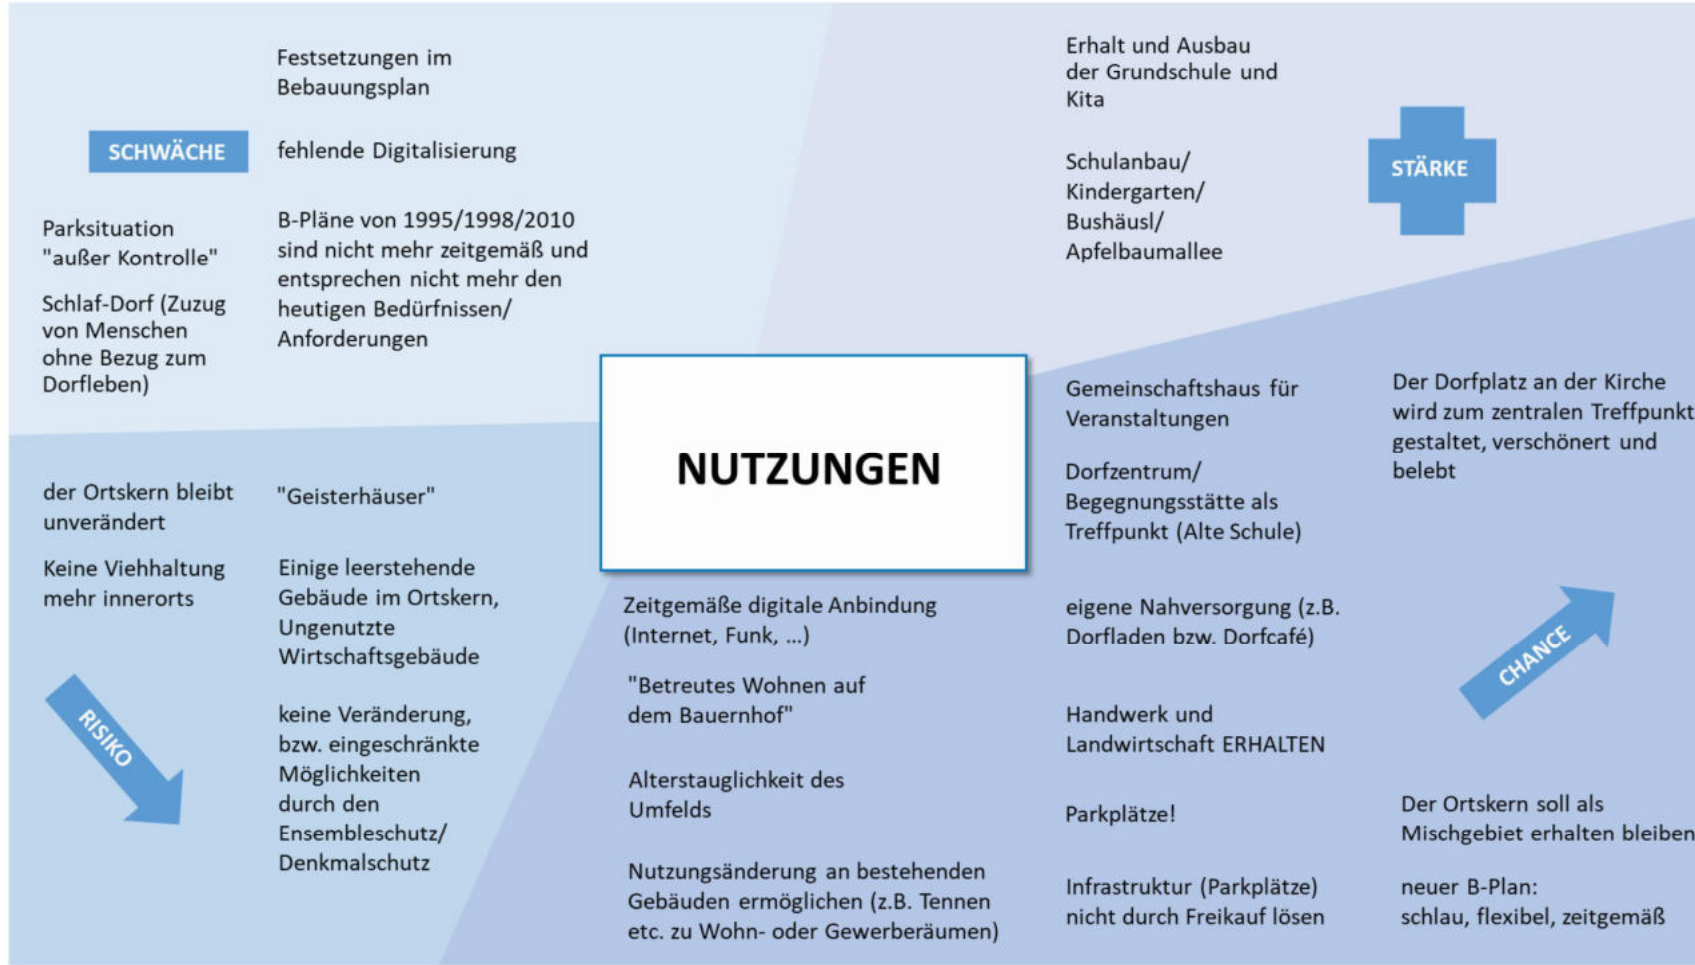 Festsetzungen im
Bebauungsplan
SCHWÄCHE
fehlende Digitalisierung
Parksituation
"außer Kontrolle"
Schlaf-Dorf (Zuzug
von Menschen
ohne Bezug zum
Dorfleben)
B-Pläne von 1995/1998/2010
sind nicht mehr zeitgemäß und
entsprechen nicht mehr den
heutigen Bedürfnissen/
Anforderungen
Erhalt und Ausbau
der Grundschule und
Kita
Schulanbau/
Kindergarten/
Bushäusl/
Apfelbaumallee
STÄRKE
NUTZUNGEN
der Ortskern bleibt
unverändert
Keine Viehhaltung
mehr innerorts
RISIKO
"Geisterhäuser"
Einige leerstehende
Gebäude im Ortskern,
Ungenutzte
Wirtschaftsgebäude
keine Veränderung,
bzw. eingeschränkte
Möglichkeiten
durch den
Ensembleschutz/
Denkmalschutz
Zeitgemäße digitale Anbindung
(Internet, Funk, ...)
"Betreutes Wohnen auf
dem Bauernhof"
Alterstauglichkeit des
Umfelds
Nutzungsänderung an bestehenden
Gebäuden ermöglichen (z.B. Tennen
etc. zu Wohn- oder Gewerberäumen)
Gemeinschaftshaus für
Veranstaltungen
Dorfzentrum/
Begegnungsstätte als
Treffpunkt (Alte Schule)
eigene Nahversorgung (z.B.
Dorfladen bzw. Dorfcafé)
Handwerk und
Landwirtschaft ERHALTEN
Parkplätze!
Infrastruktur (Parkplätze)
nicht durch Freikauf lösen
Der Dorfplatz an der Kirche
wird zum zentralen Treffpunkt
gestaltet, verschönert und
belebt
CHANCE
Der Ortskern soll als
Mischgebiet erhalten bleiben
neuer B-Plan:
schlau, flexibel, zeitgemäß